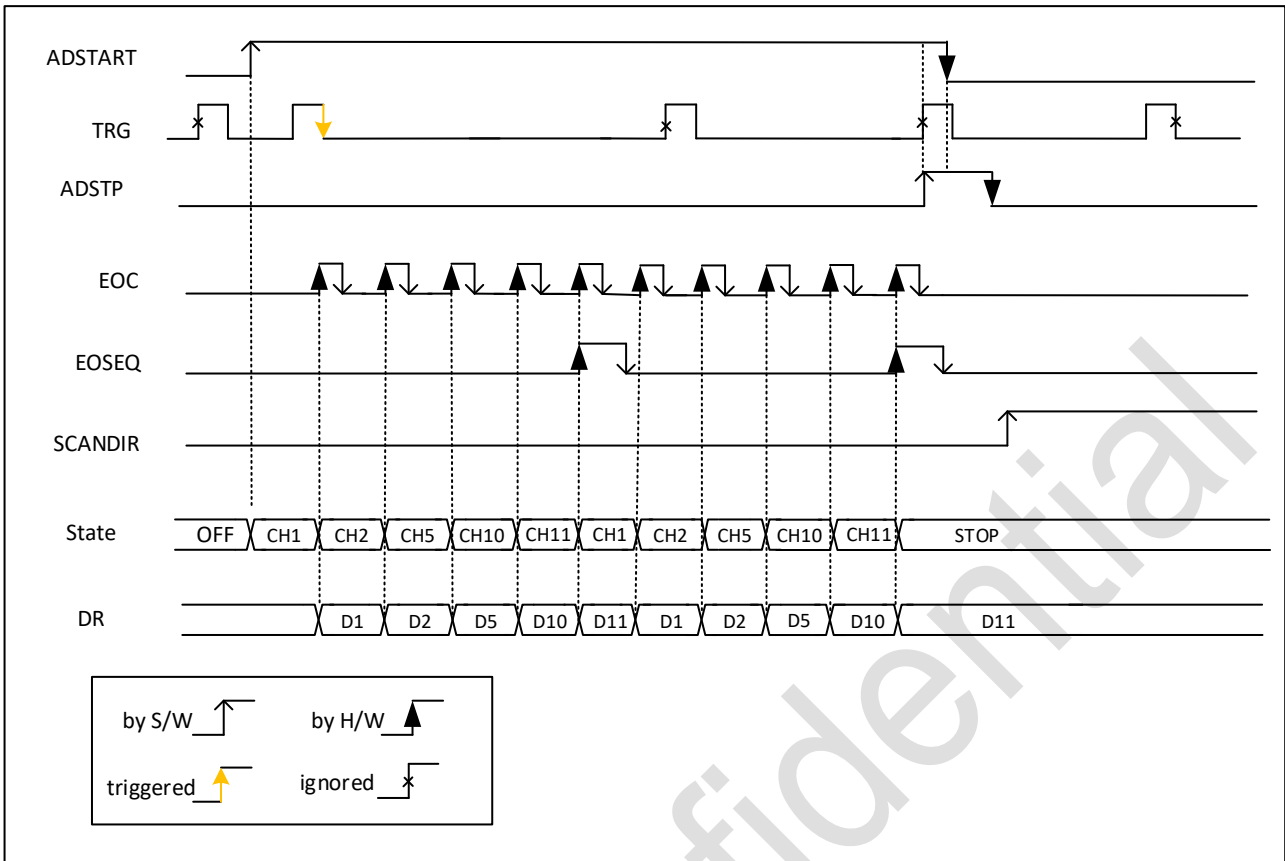 ADSTART
TRG
ADSTP
EOC
EOSEQ
SCANDIR
State OFF CH1 CH2 CH5 CH10 CH11 CH1 CH2 CH5 CH10 CH11 STOP
DR D1 D2 D5 D10 D11 D1 D2 D5 D10 D11
by S/W by H/W
triggered ignored
fidential